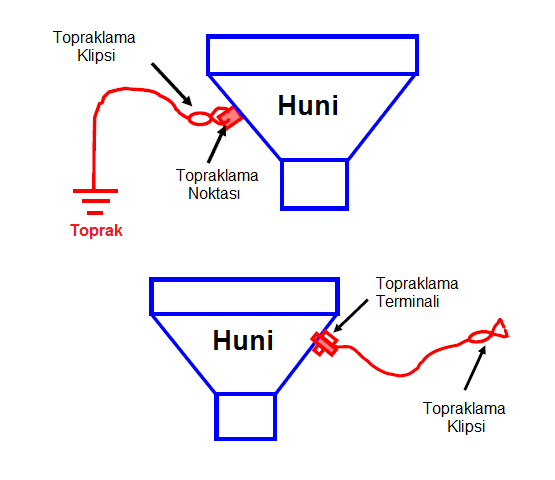 Topraklama
Klipsi
Huni
Topraklama
Noktası
Toprak
Topraklama
Terminali
Huni
Topraklama
Klipsi